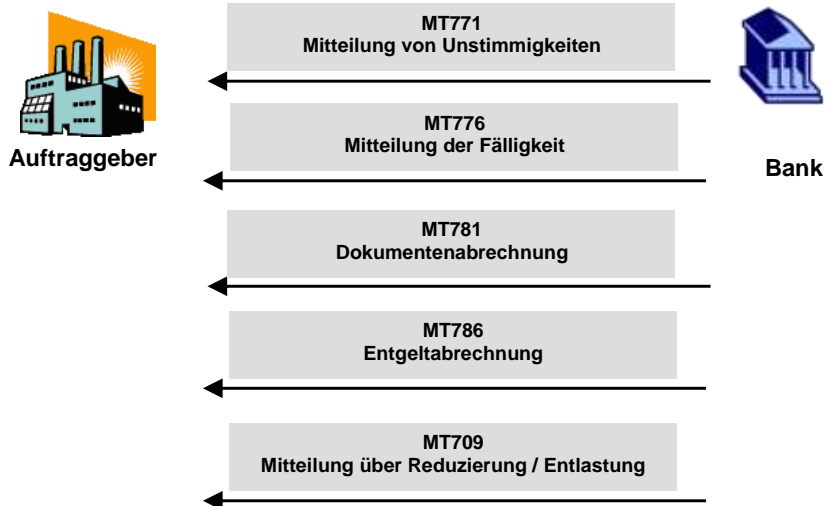 MT771
Mitteilung von Unstimmigkeiten
MT776
Mitteilung der Fälligkeit
Auftraggeber
Bank
MT781
Dokumentenabrechnung
MT786
Entgeltabrechnung
MT709
Mitteilung über Reduzierung / Entlastung